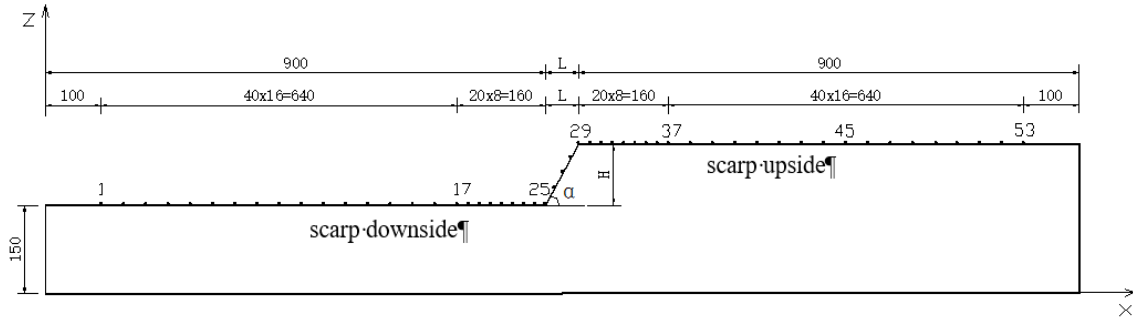 Z
900 L 900
100 40x16=640 20x8=160 L 20x8=160 40x16=640 100
29 37 45 53
H
scarp·upside¶
1 17 25 α
scarp·downside¶
150
X